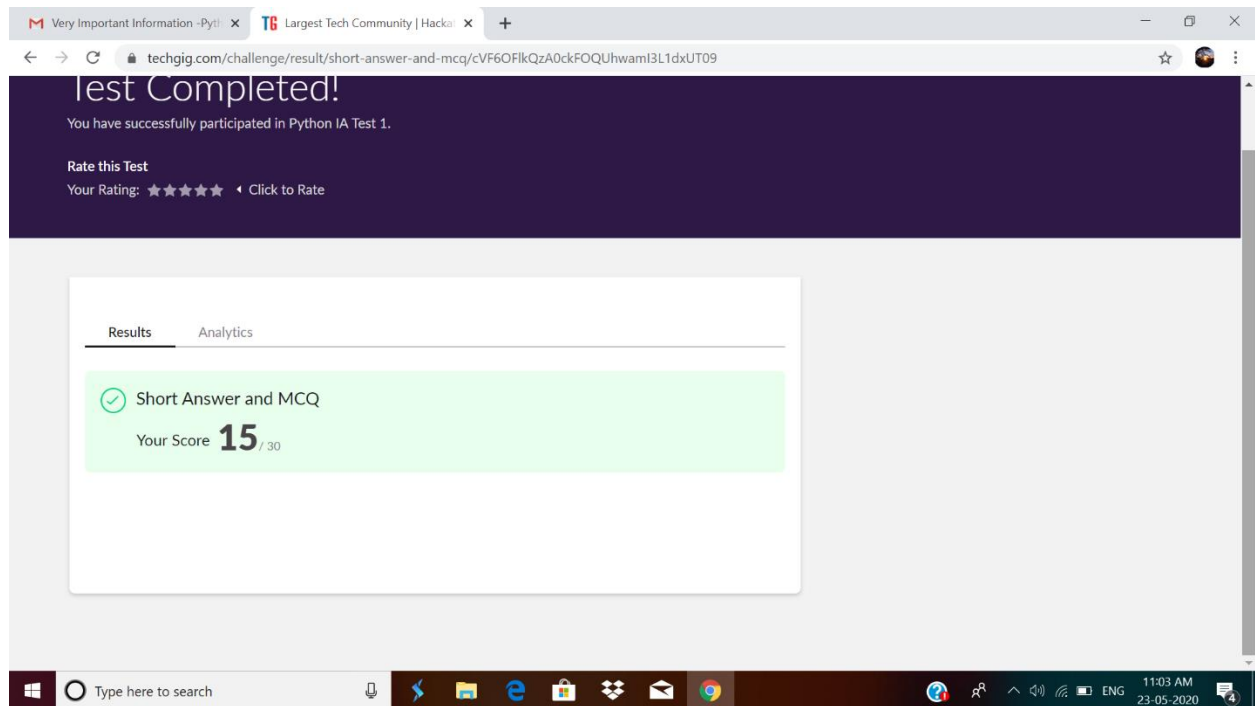 Very Important Information -Pyth
TG Largest Tech Community | Hacka
techgig.com/challenge/result/short-answer-and-mcq/cVF6OFlkQzA0ckFOQUhwamI3L1dxUT09
Test Completed!
You have successfully participated in Python IA Test 1.
Rate this Test
Your Rating: Click to Rate
Results Analytics
Short Answer and MCQ
Your Score 15 / 30
Type here to search
ENG
11:03 AM
23-05-2020
4